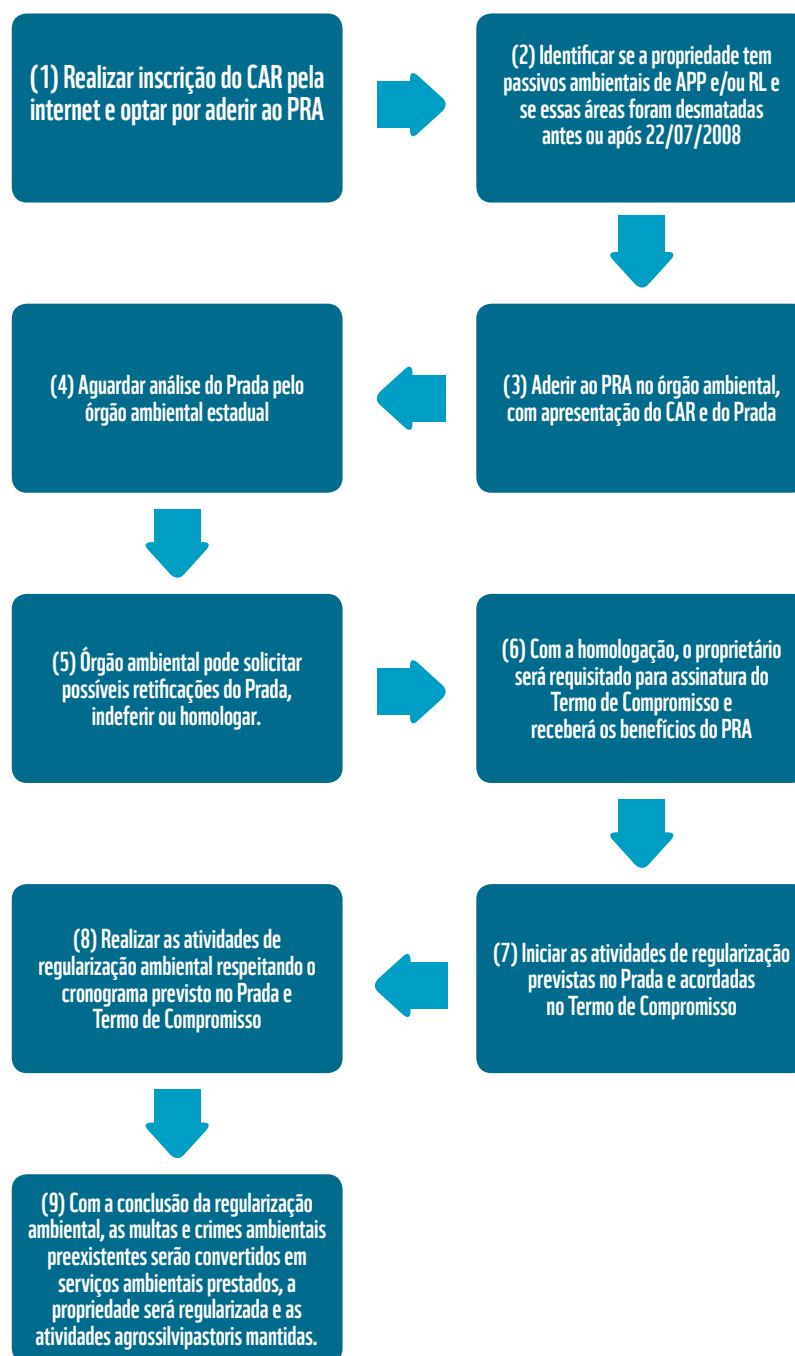 (1) Realizar inscrição do CAR pela
internet e optar por aderir ao PRA
(2) Identificar se a propriedade tem
passivos ambientais de APP e/ou RL e
se essas áreas foram desmatadas
antes ou após 22/07/2008
(3) Aderir ao PRA no órgão ambiental,
com apresentação do CAR e do Prada
(4) Aguardar análise do Prada pelo
órgão ambiental estadual
(5) Órgão ambiental pode solicitar
possíveis retificações do Prada,
indeferir ou homologar.
(6) Com a homologação, o proprietário
será requisitado para assinatura do
Termo de Compromisso e
receberá os benefícios do PRA
(7) Iniciar as atividades de regularização
previstas no Prada e acordadas
no Termo de Compromisso
(8) Realizar as atividades de
regularização ambiental respeitando o
cronograma previsto no Prada e
Termo de Compromisso
(9) Com a conclusão da regularização
ambiental, as multas e crimes ambientais
preexistentes serão convertidos em
serviços ambientais prestados, a
propriedade será regularizada e as
atividades agrossilvipastoris mantidas.